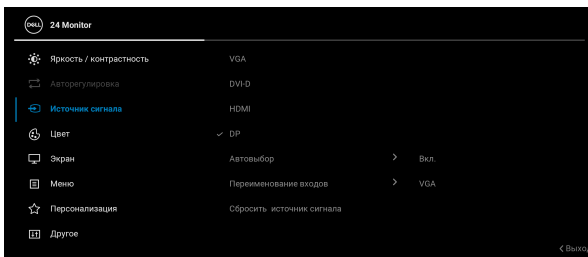 DELL 24 Monitor
Яркость / контрастность VGA
Авторегулировка DVI-D
Источник сигнала HDMI
Цвет DP
Экран Автовыбор Вкл.
Меню Переименование входов VGA
Персонализация Сбросить источник сигнала
Другое
Выход